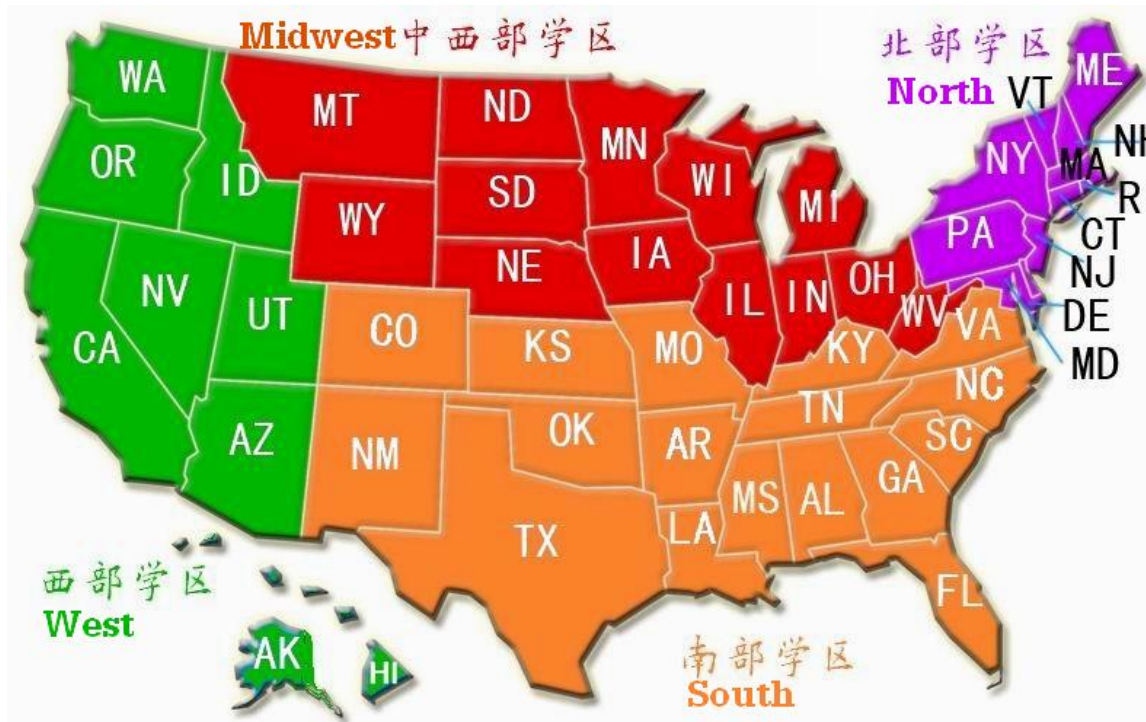 Midwest中西部学区
北部学区
North
WA
MT
ND
MN
VT
ME
OR
ID
SD
WI
MI
NY
NH
MA
R
WY
NE
IA
PA
CT
NJ
NV
UT
CO
IL
IN
OH
WV
VA
DE
MD
CA
KS
MO
KY
NC
AZ
NM
OK
AR
TN
SC
TX
LA
MS
AL
GA
FL
西部学区
West
AK
HI
南部学区
South